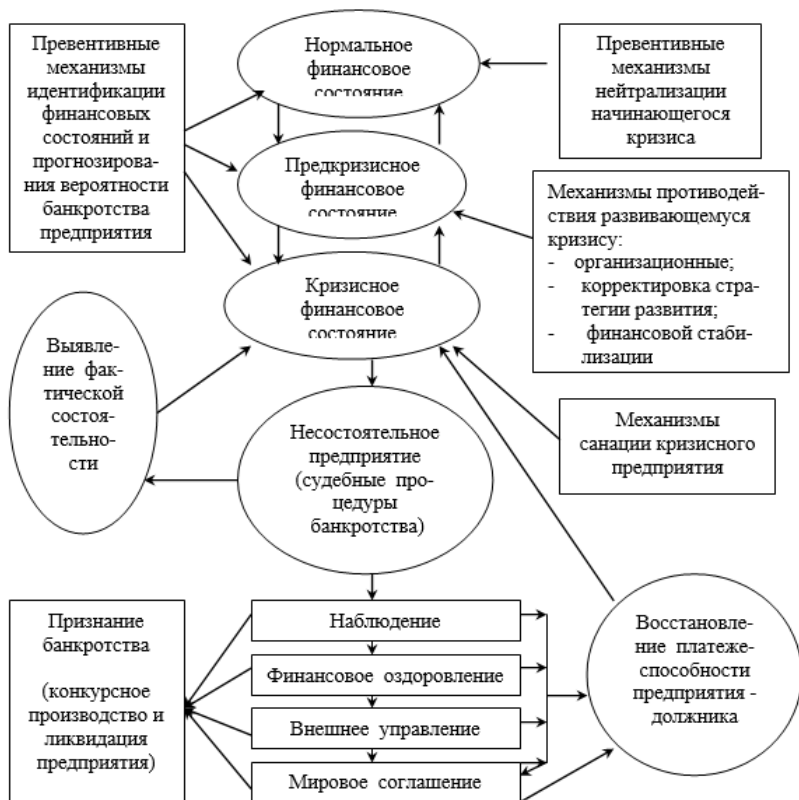 Превентивные
механизмы
идентификации
финансовых
состояний и
прогнозирова-
ния вероятности
банкротства
предприятия
Нормальное
финансовое
состояние
Превентивные
механизмы
нейтрализации
начинающегося
кризиса
Предкризисное
финансовое
состояние
Механизмы противодей-
ствия развивающемуся
кризису:
- организационные;
- корректировка стра-
тегии развития;
- финансовой стаби-
лизации
Кризисное
финансовое
состояние
Выявле-
ние фак-
тической
состоя-
тельно-
сти
Механизмы
санации кризисного
предприятия
Несостоятельное
предприятие
(судебные про-
цедуры
банкротства)
Признание
банкротства
(конкурсное
производство и
ликвидация
предприятия)
Наблюдение
Финансовое оздоровление
Внешнее управление
Мировое соглашение
Восстановле-
ние платеже-
способности
предприятия -
должника